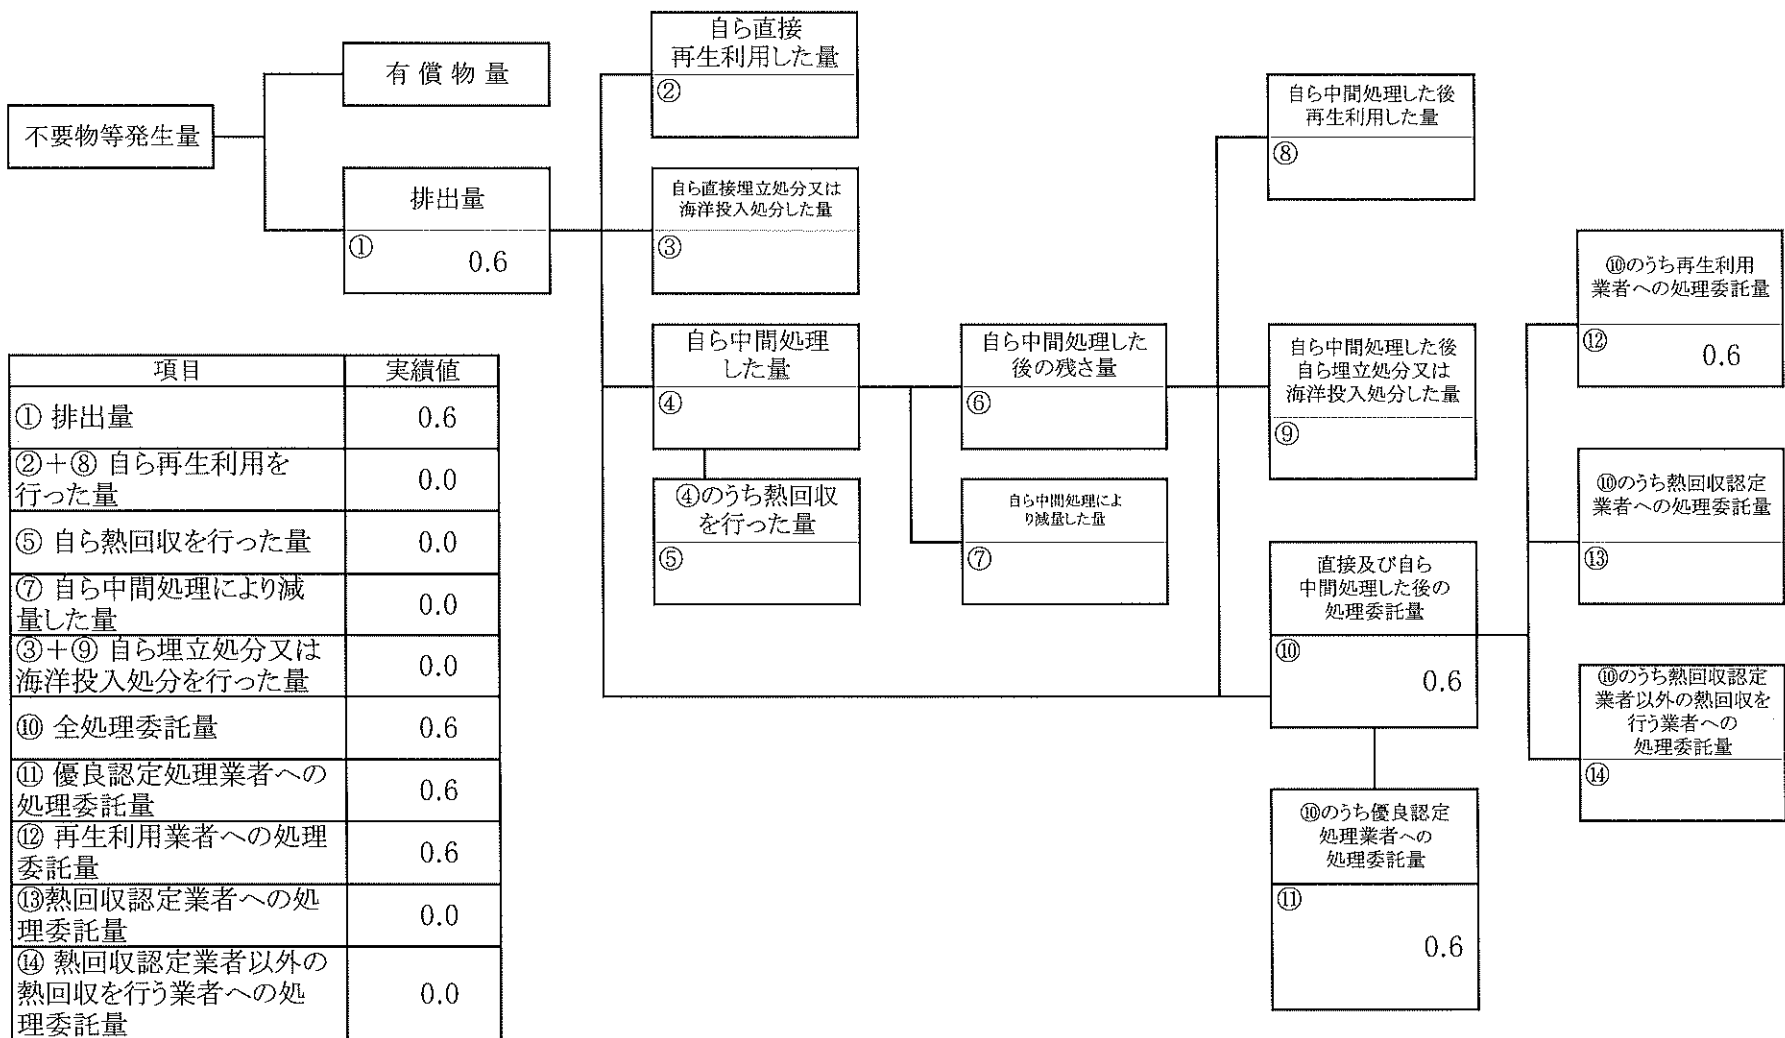 不要物等発生量
有償物量
排出量
① 0.6
自ら直接
再生利用した量
②
自ら直接埋立処分又は
海洋投入処分した量
③
自ら中間処理
した量
④
④のうち熱回収
を行った量
⑤
自ら中間処理した
後の残さ量
⑥
自ら中間処理によ
り減量した量
⑦
自ら中間処理した後
再生利用した量
⑧
自ら中間処理した後
自ら埋立処分又は
海洋投入処分した量
⑨
直接及び自ら
中間処理した後の
処理委託量
⑩
0.6
⑩のうち優良認定
処理業者への
処理委託量
⑪
0.6
⑩のうち再生利用
業者への処理委託量
⑫ 0.6
⑩のうち熱回収認定
業者への処理委託量
⑬
⑩のうち熱回収認定
業者以外の熱回収を
行う業者への
処理委託量
⑭
項目 実績値
① 排出量 0.6
②+⑧ 自ら再生利用を
行った量 0.0
⑤ 自ら熱回収を行った量 0.0
⑦ 自ら中間処理により減
量した量 0.0
③+⑨ 自ら埋立処分又は
海洋投入処分を行った量 0.0
⑩ 全処理委託量 0.6
⑪ 優良認定処理業者への
処理委託量 0.6
⑫ 再生利用業者への処理
委託量 0.6
⑬熱回収認定業者への処
理委託量 0.0
⑭ 熱回収認定業者以外の
熱回収を行う業者への処
理委託量 0.0